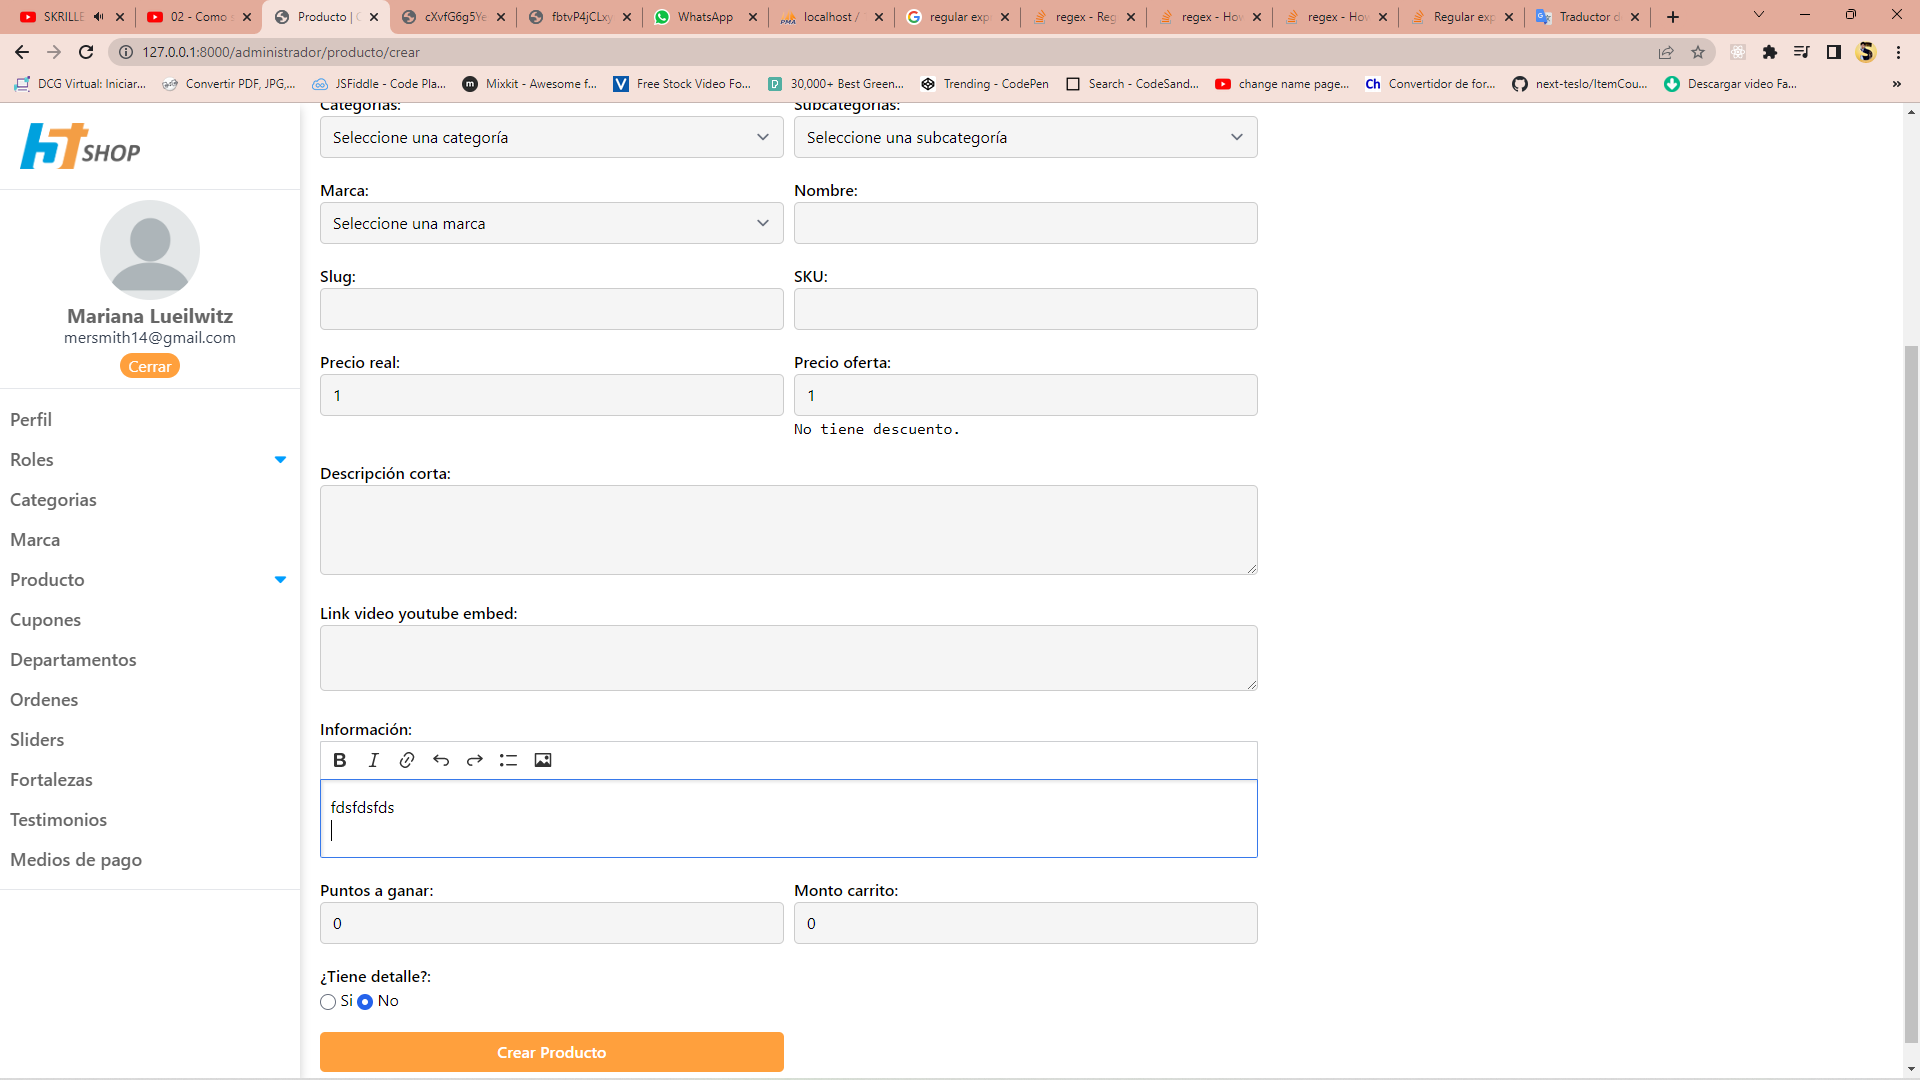 SKRILLE
02 - Como
Producto |
cXvfG6g5Ye
fbtvP4jCLxy
WhatsApp
localhost /
regular exp
regex - Reg
regex - How
regex - How
Regular exp
Traductor d
127.0.0.1:8000/administrador/producto/crear
DCG Virtual: Iniciar...
Convertir PDF, JPG,...
JSFiddle - Code Pla...
Mixkit - Awesome f...
Free Stock Video Fo...
30,000+ Best Green...
Trending - CodePen
Search - CodeSand...
change name page...
Convertidor de for...
next-teslo/ItemCou...
Descargar video Fa...
»
HT SHOP
Mariana Lueilwitz
mersmith14@gmail.com
Cerrar
Perfil
Roles
Categorias
Marca
Producto
Cupones
Departamentos
Ordenes
Sliders
Fortalezas
Testimonios
Medios de pago
Categorias: Subcategorias:
Seleccione una categoría Seleccione una subcategoría
Marca: Nombre:
Seleccione una marca
Slug: SKU:
Precio real: Precio oferta:
1 1
No tiene descuento.
Descripción corta:
Link video youtube embed:
Información:
B I
fdsfdsfds
Puntos a ganar: Monto carrito:
0 0
¿Tiene detalle?:
Si No
Crear Producto